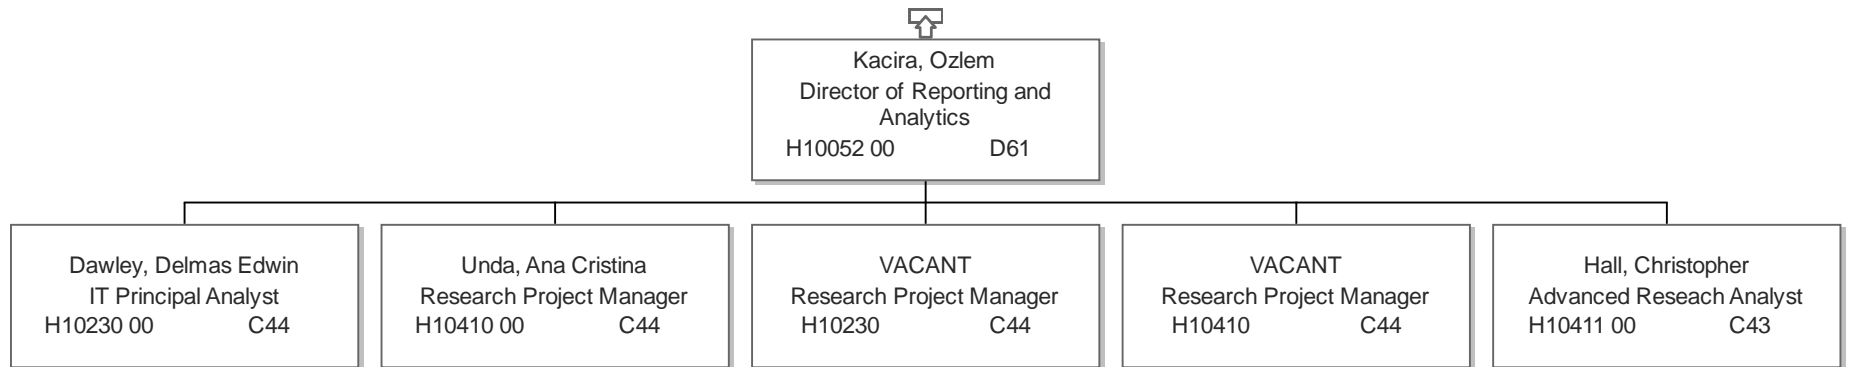 Kacira, Ozlem
Director of Reporting and
Analytics
H10052 00 D61
Dawley, Delmas Edwin
IT Principal Analyst
H10230 00 C44
Unda, Ana Cristina
Research Project Manager
H10410 00 C44
VACANT
Research Project Manager
H10230 C44
VACANT
Research Project Manager
H10410 C44
Hall, Christopher
Advanced Reseach Analyst
H10411 00 C43